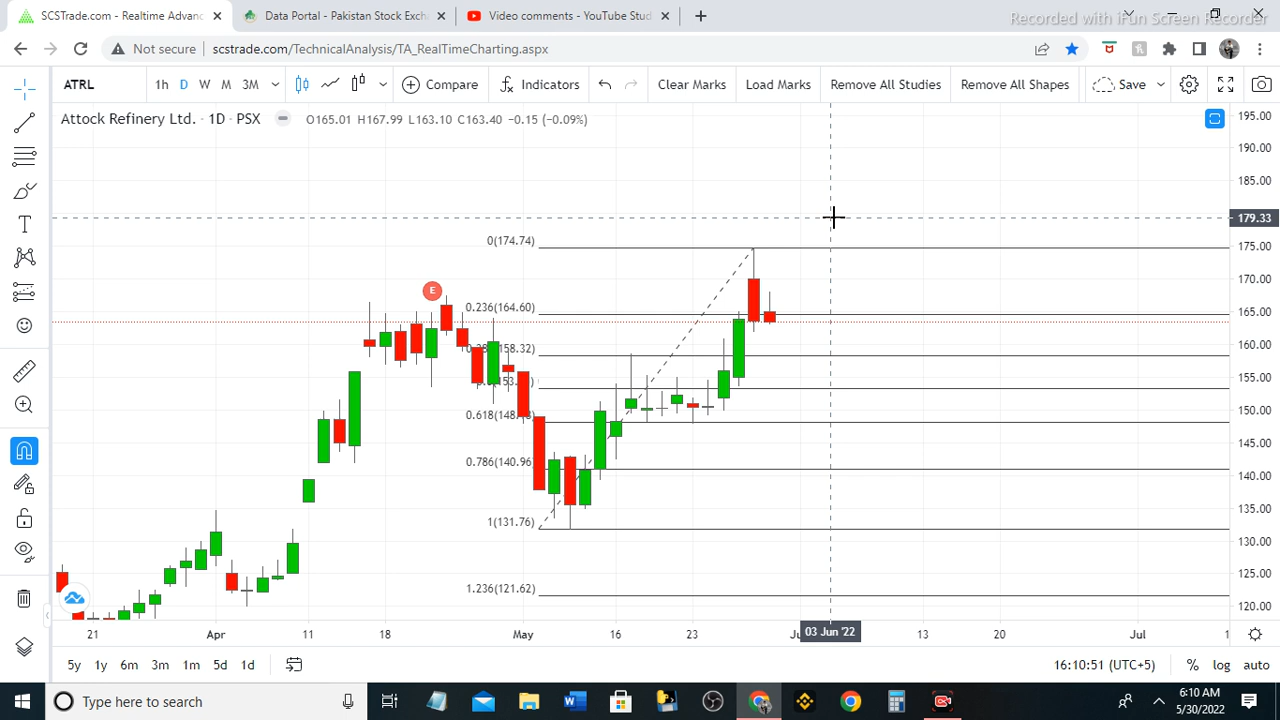 SCSTrade.com - Realtime Advanc
Data Portal - Pakistan Stock Exch
Video comments - YouTube Studi
Recorded with iFun Screen Recorder
Not secure
scstrade.com/TechnicalAnalysis/TA_RealTimeCharting.aspx
ATRL
1h D W M 3M
Compare
Indicators
Clear Marks
Load Marks
Remove All Studies
Remove All Shapes
Save
Attock Refinery Ltd. · 1D · PSX
O165.01 H167.99 L163.10 C163.40 −0.15 (−0.09%)
195.00
190.00
185.00
179.33
175.00
170.00
165.00
160.00
155.00
150.00
145.00
140.00
135.00
130.00
125.00
120.00
0(174.74)
E
0.236(164.60)
0.618(148.
0.786(140.96)
1(131.76)
1.236(121.62)
21 Apr 11 18 May 16 23 03 Jun '22 13 20 Jul 1
5y 1y 6m 3m 1m 5d 1d
16:10:51 (UTC+5)
% log auto
Type here to search
6:10 AM
5/30/2022